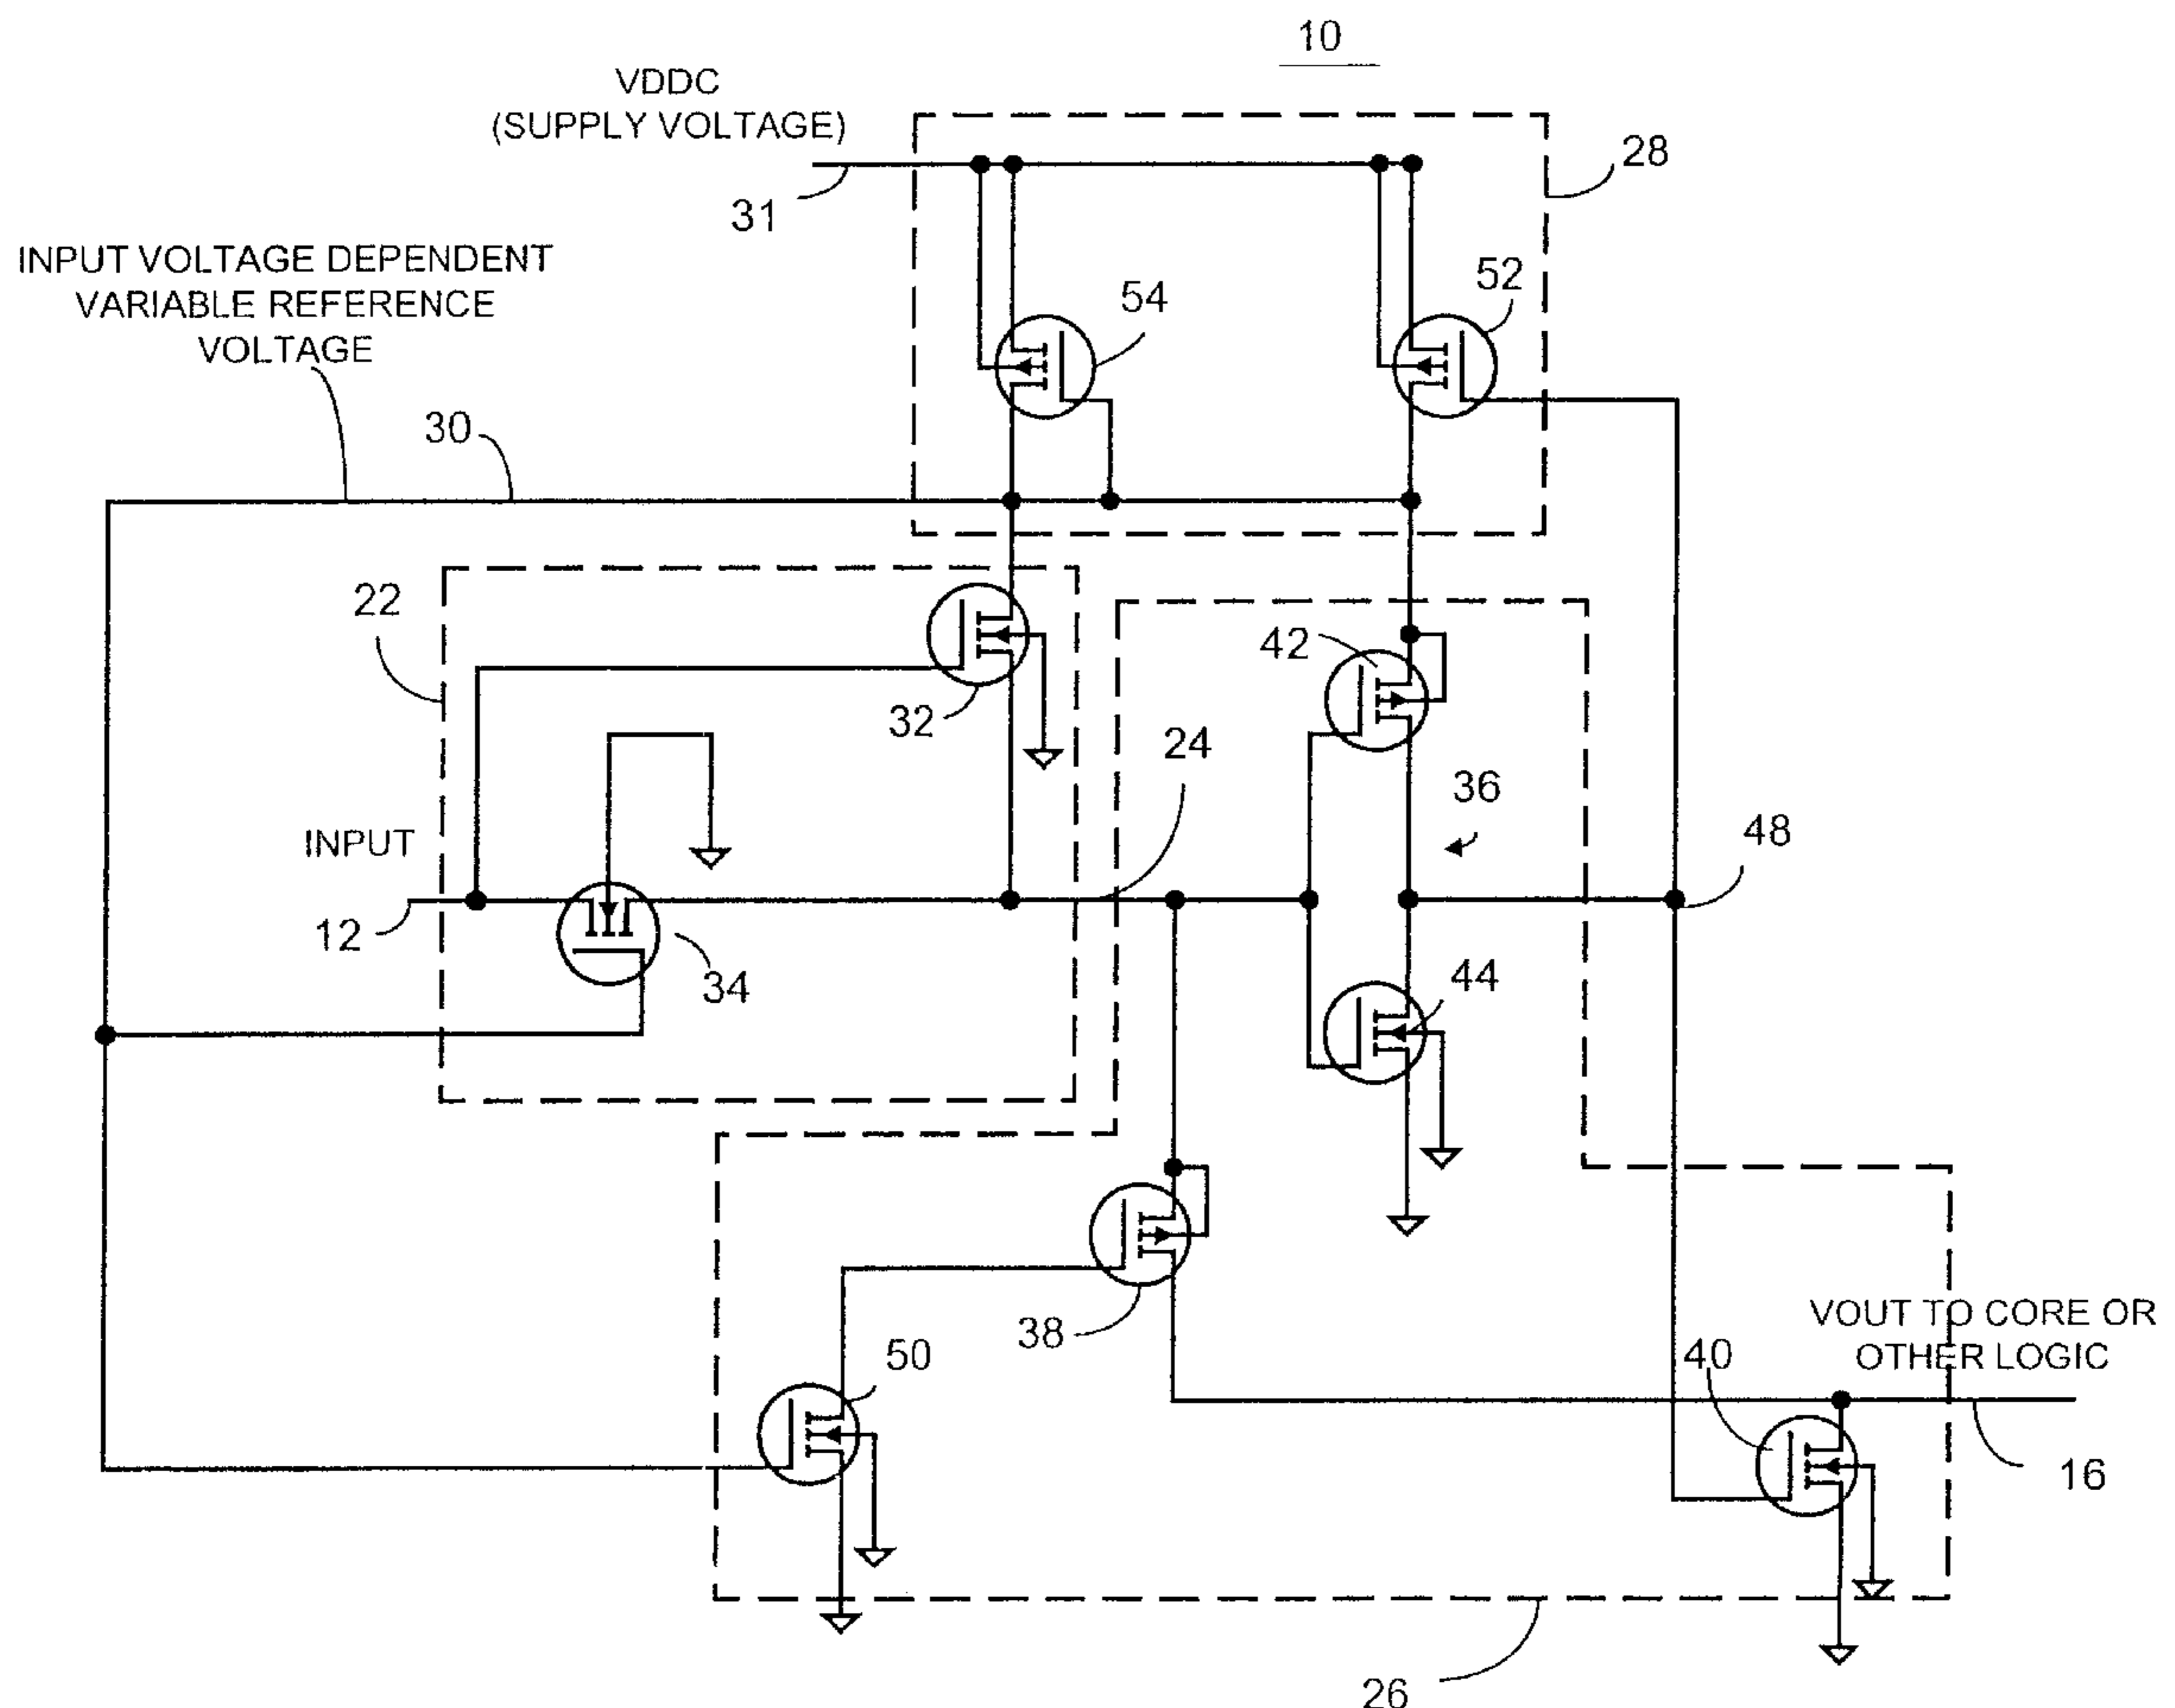 10
VDDC
(SUPPLY VOLTAGE)
28
31
INPUT VOLTAGE DEPENDENT
VARIABLE REFERENCE
VOLTAGE
52
54
30
22
42
32
24
36
INPUT
48
12
34
44
38
50
VOUT TO CORE OR
OTHER LOGIC
40
16
26